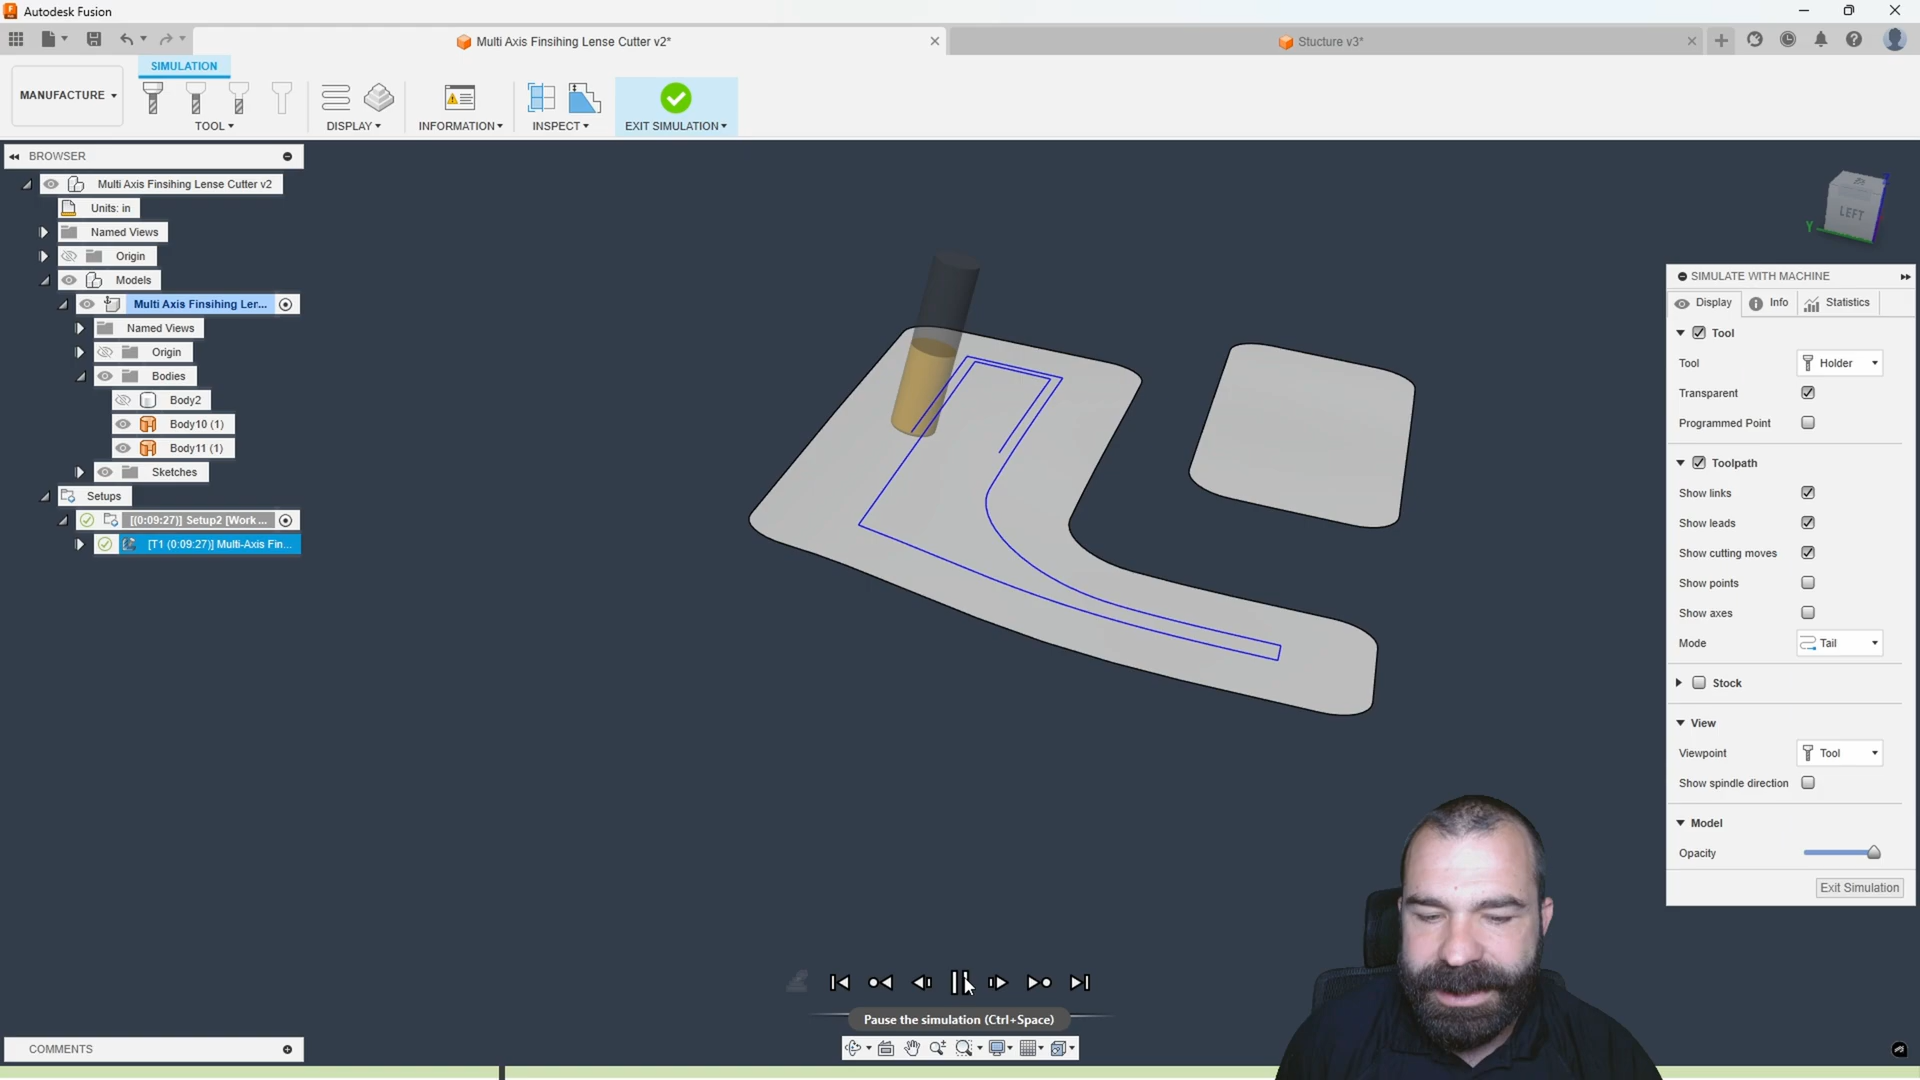 Autodesk Fusion
Multi Axis Finsihing Lense Cutter v2*
Stucture v3*
MANUFACTURE
SIMULATION
TOOL
DISPLAY
INFORMATION
INSPECT
EXIT SIMULATION
BROWSER
Multi Axis Finsihing Lense Cutter v2
Units: in
Named Views
Origin
Models
Multi Axis Finsihing Ler...
Named Views
Origin
Bodies
Body2
Body10 (1)
Body11 (1)
Sketches
Setups
[(0:09:27)] Setup2 [Work ...
[T1 (0:09:27)] Multi-Axis Fin...
LEFT
Y
SIMULATE WITH MACHINE
Display
Info
Statistics
Tool
Tool
Holder
Transparent
Programmed Point
Toolpath
Show links
Show leads
Show cutting moves
Show points
Show axes
Mode
Tail
Stock
View
Viewpoint
Tool
Show spindle direction
Model
Opacity
Exit Simulation
Pause the simulation (Ctrl+Space)
COMMENTS